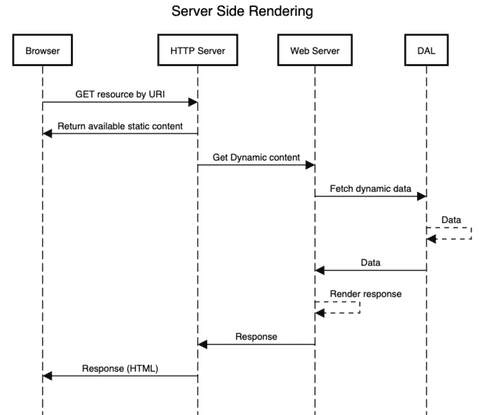 Server Side Rendering
Browser
HTTP Server
Web Server
DAL
GET resource by URI
Return available static content
Get Dynamic content
Fetch dynamic data
Data
Data
Render response
Response
Response (HTML)